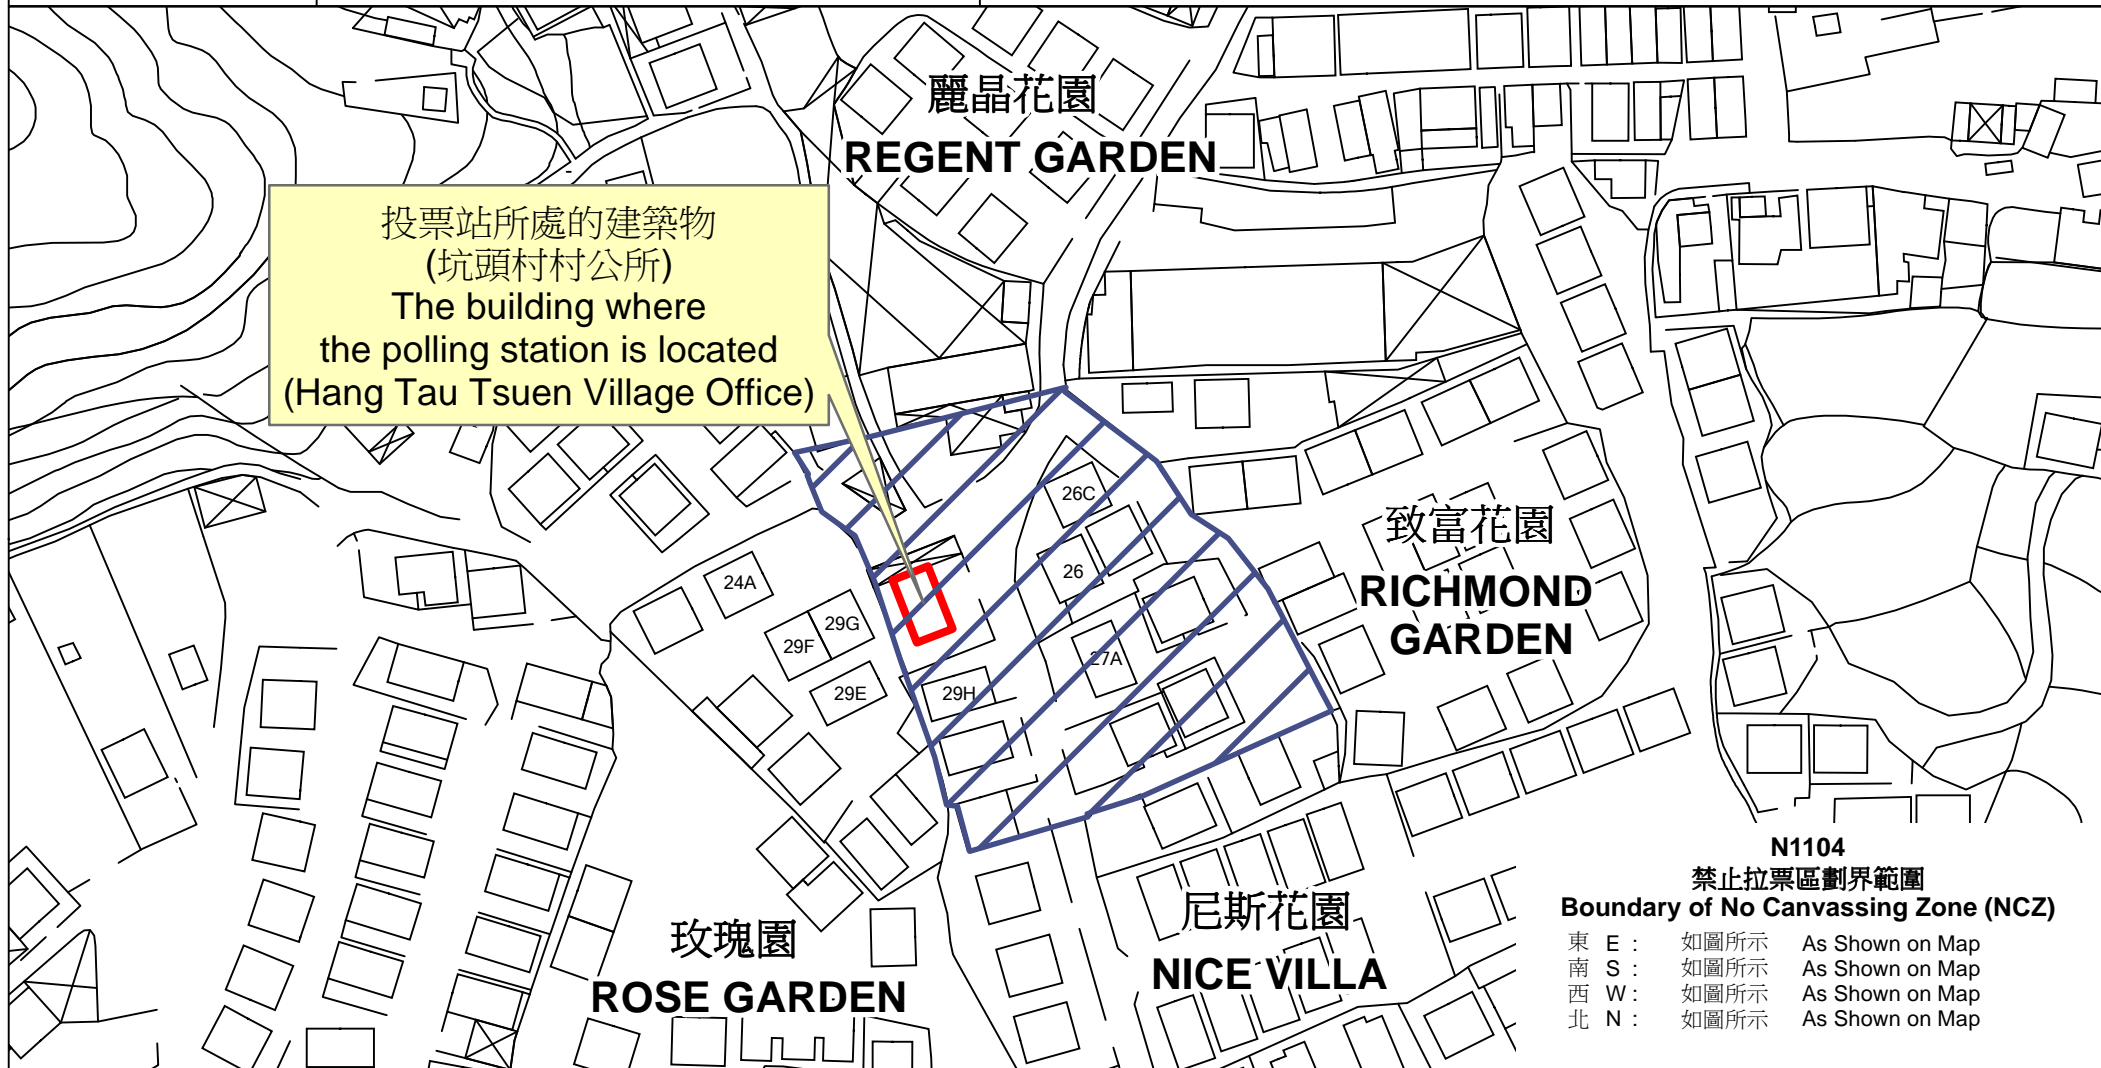 麗晶花園
REGENT GARDEN
投票站所處的建築物
(坑頭村村公所)
The building where
the polling station is located
(Hang Tau Tsuen Village Office)
26C
致富花園
RICHMOND
GARDEN
24A
26
29G
29F
27A
29E
29H
尼斯花園
NICE VILLA
玫瑰園
ROSE GARDEN
N1104
禁止拉票區劃界範圍
Boundary of No Canvassing Zone (NCZ)
東 E : 如圖所示 As Shown on Map
南 S : 如圖所示 As Shown on Map
西 W : 如圖所示 As Shown on Map
北 N : 如圖所示 As Shown on Map